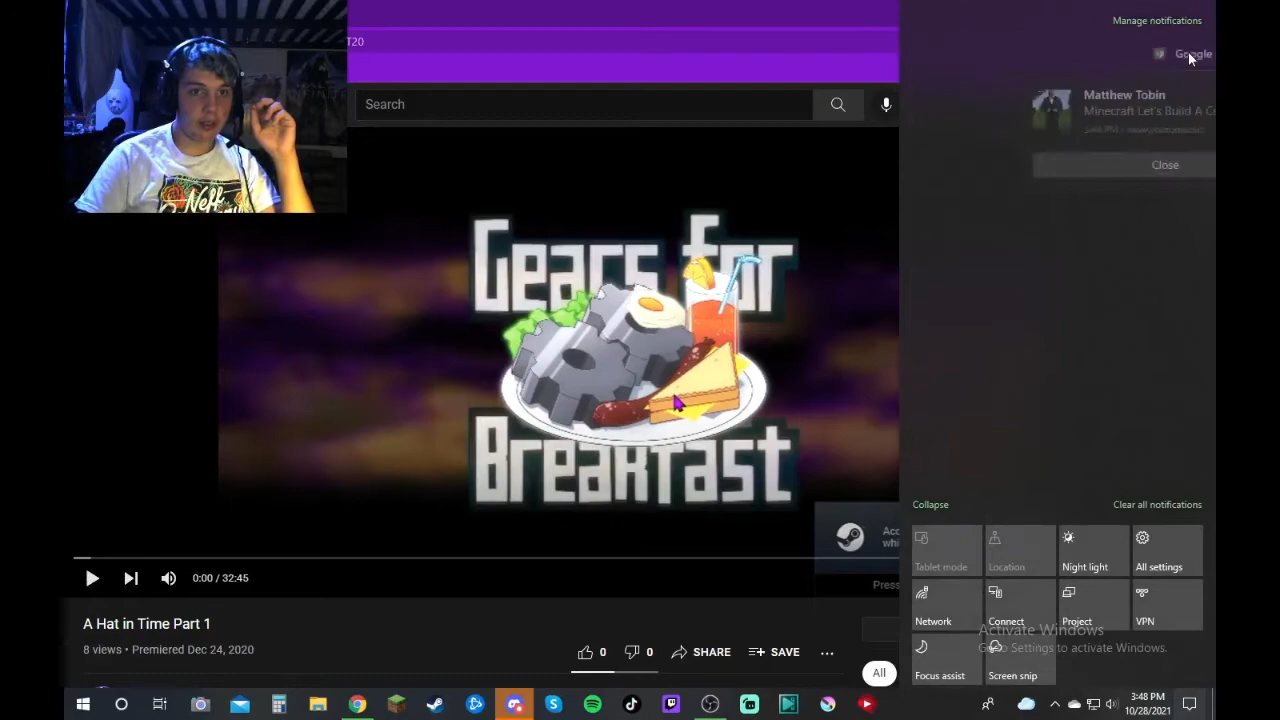 Manage notifications
T20
Google
Search
Matthew Tobin
Minecraft Let's Build A
Close
Neff
Gears for
Breakfast
Collapse
Clear all notifications
Tablet mode
Location
Night light
All settings
0:00 / 32:45
Press
Network
Connect
Project
VPN
A Hat in Time Part 1
Activate Windows
Go to Settings to activate Windows.
8 views • Premiered Dec 24, 2020
0
0
SHARE
SAVE
All
Focus assist
Screen snip
3:48 PM
10/28/2021